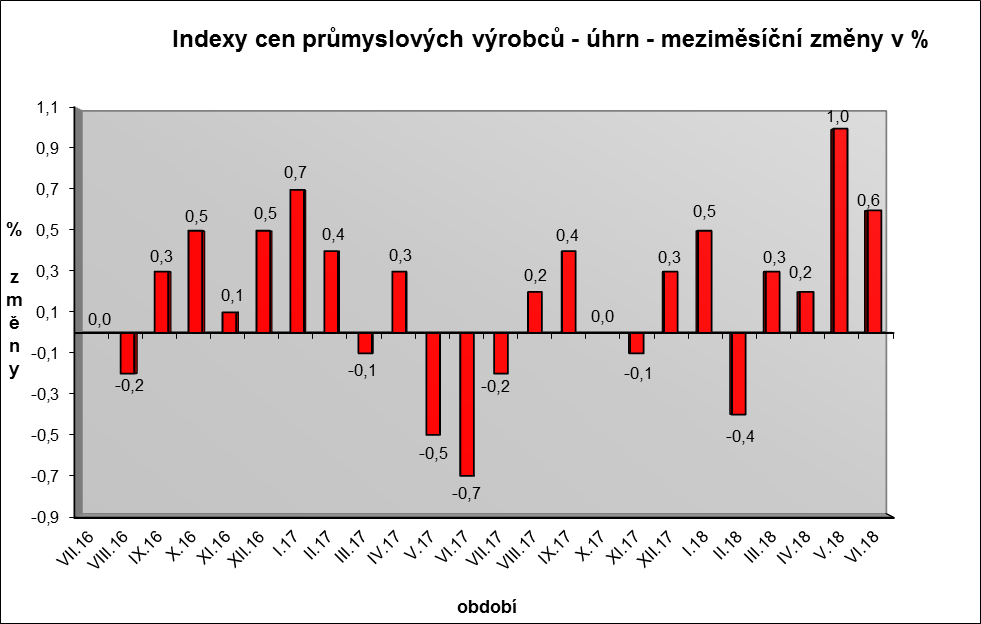 Indexy cen průmyslových výrobců - úhrn - meziměsíční změny v %
1,1
0,9
0,7
0,5
0,3
0,1
-0,1
-0,3
-0,5
-0,7
-0,9
% změny
0,0
-0,2
0,3
0,5
0,1
0,5
0,7
0,4
-0,1
0,3
-0,5
-0,7
-0,2
0,2
0,4
0,0
-0,1
0,3
0,5
-0,4
0,3
0,2
1,0
0,6
VII.16
VIII.16
IX.16
X.16
XI.16
XII.16
I.17
II.17
III.17
IV.17
V.17
VI.17
VII.17
VIII.17
IX.17
X.17
XI.17
XII.17
I.18
II.18
III.18
IV.18
V.18
VI.18
období